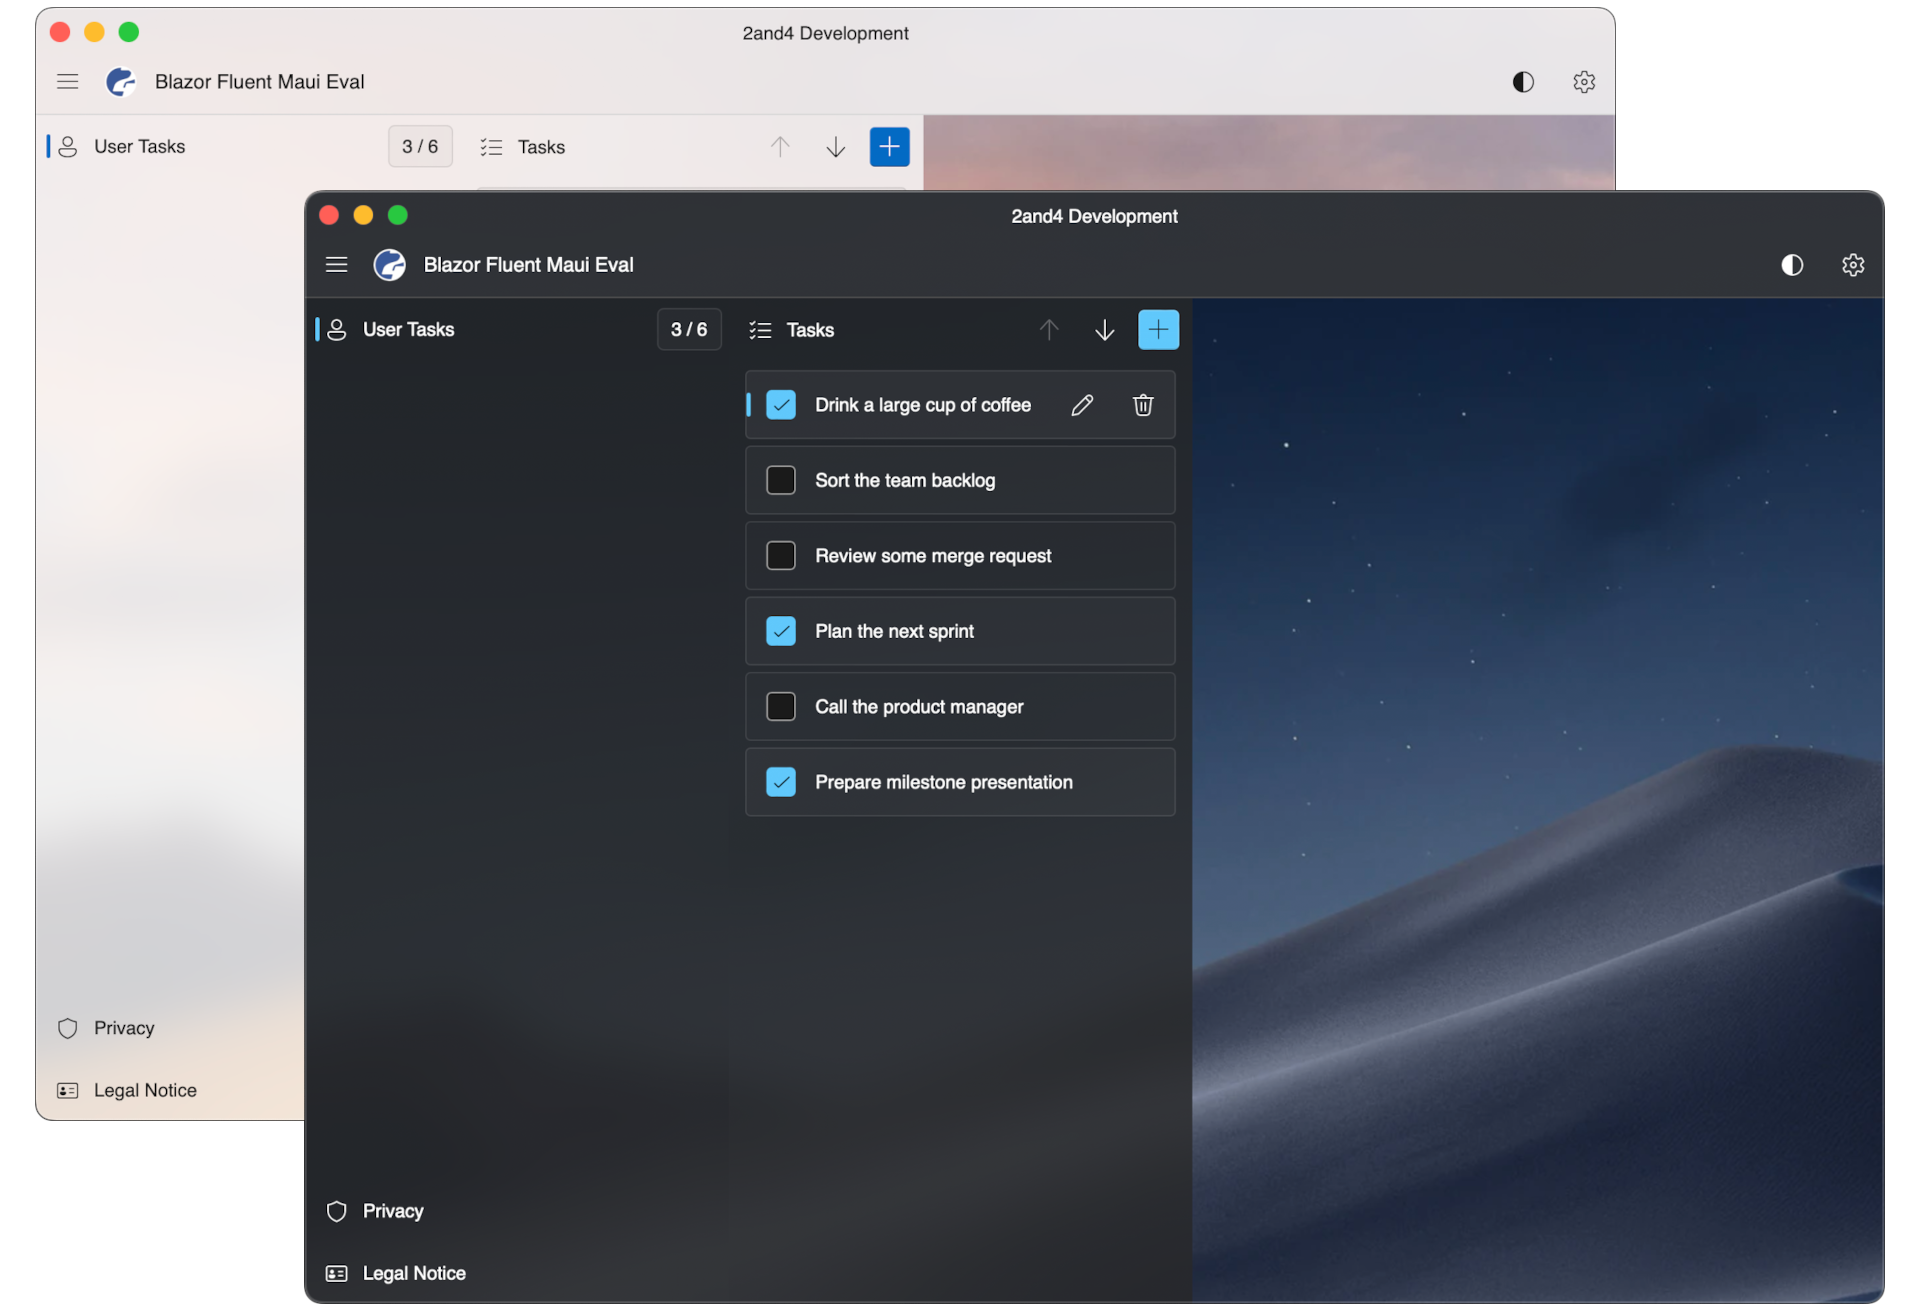 2and4 Development
Blazor Fluent Maui Eval
User Tasks
3 / 6
Tasks
Privacy
Legal Notice
2and4 Development
Blazor Fluent Maui Eval
User Tasks
3 / 6
Tasks
Drink a large cup of coffee
Sort the team backlog
Review some merge request
Plan the next sprint
Call the product manager
Prepare milestone presentation
Privacy
Legal Notice